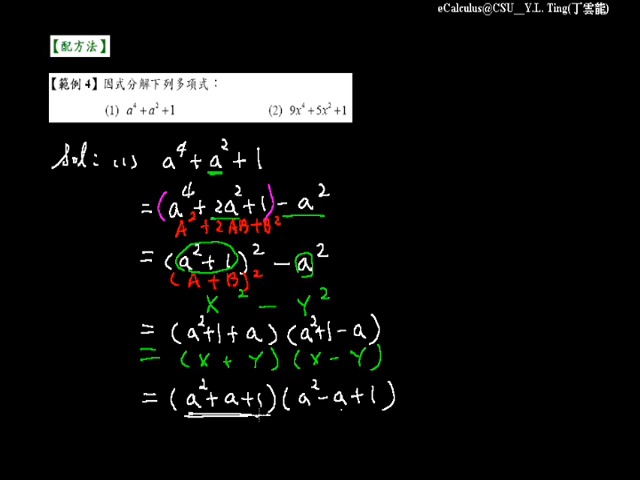 eCalculus@CSU__Y.L. Ting(丁雲龍)
【配方法】
【範例 4】因式分解下列多項式：
(1) a⁴+a²+1 (2) 9x⁴+5x²+1
Sol: (1) a⁴ + a² + 1
= (a⁴ + 2a² + 1) - a²
A² + 2AB + B²
= (a² + 1)² - a²
(A + B)²
X² - Y²
= (a²+1+a)(a²+1-a)
= (X + Y)(X - Y)
= (a² + a + 1)(a² - a + 1)